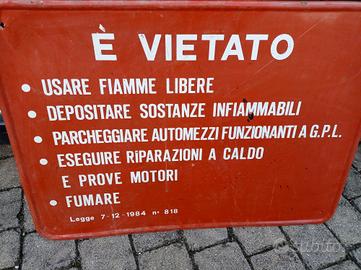 È VIETATO
• USARE FIAMME LIBERE
• DEPOSITARE SOSTANZE INFIAMMABILI
• PARCHEGGIARE AUTOMEZZI FUNZIONANTI A G.P.L.
• ESEGUIRE RIPARAZIONI A CALDO
E PROVE MOTORI
• FUMARE
Legge 7-12-1984 n° 818
subito